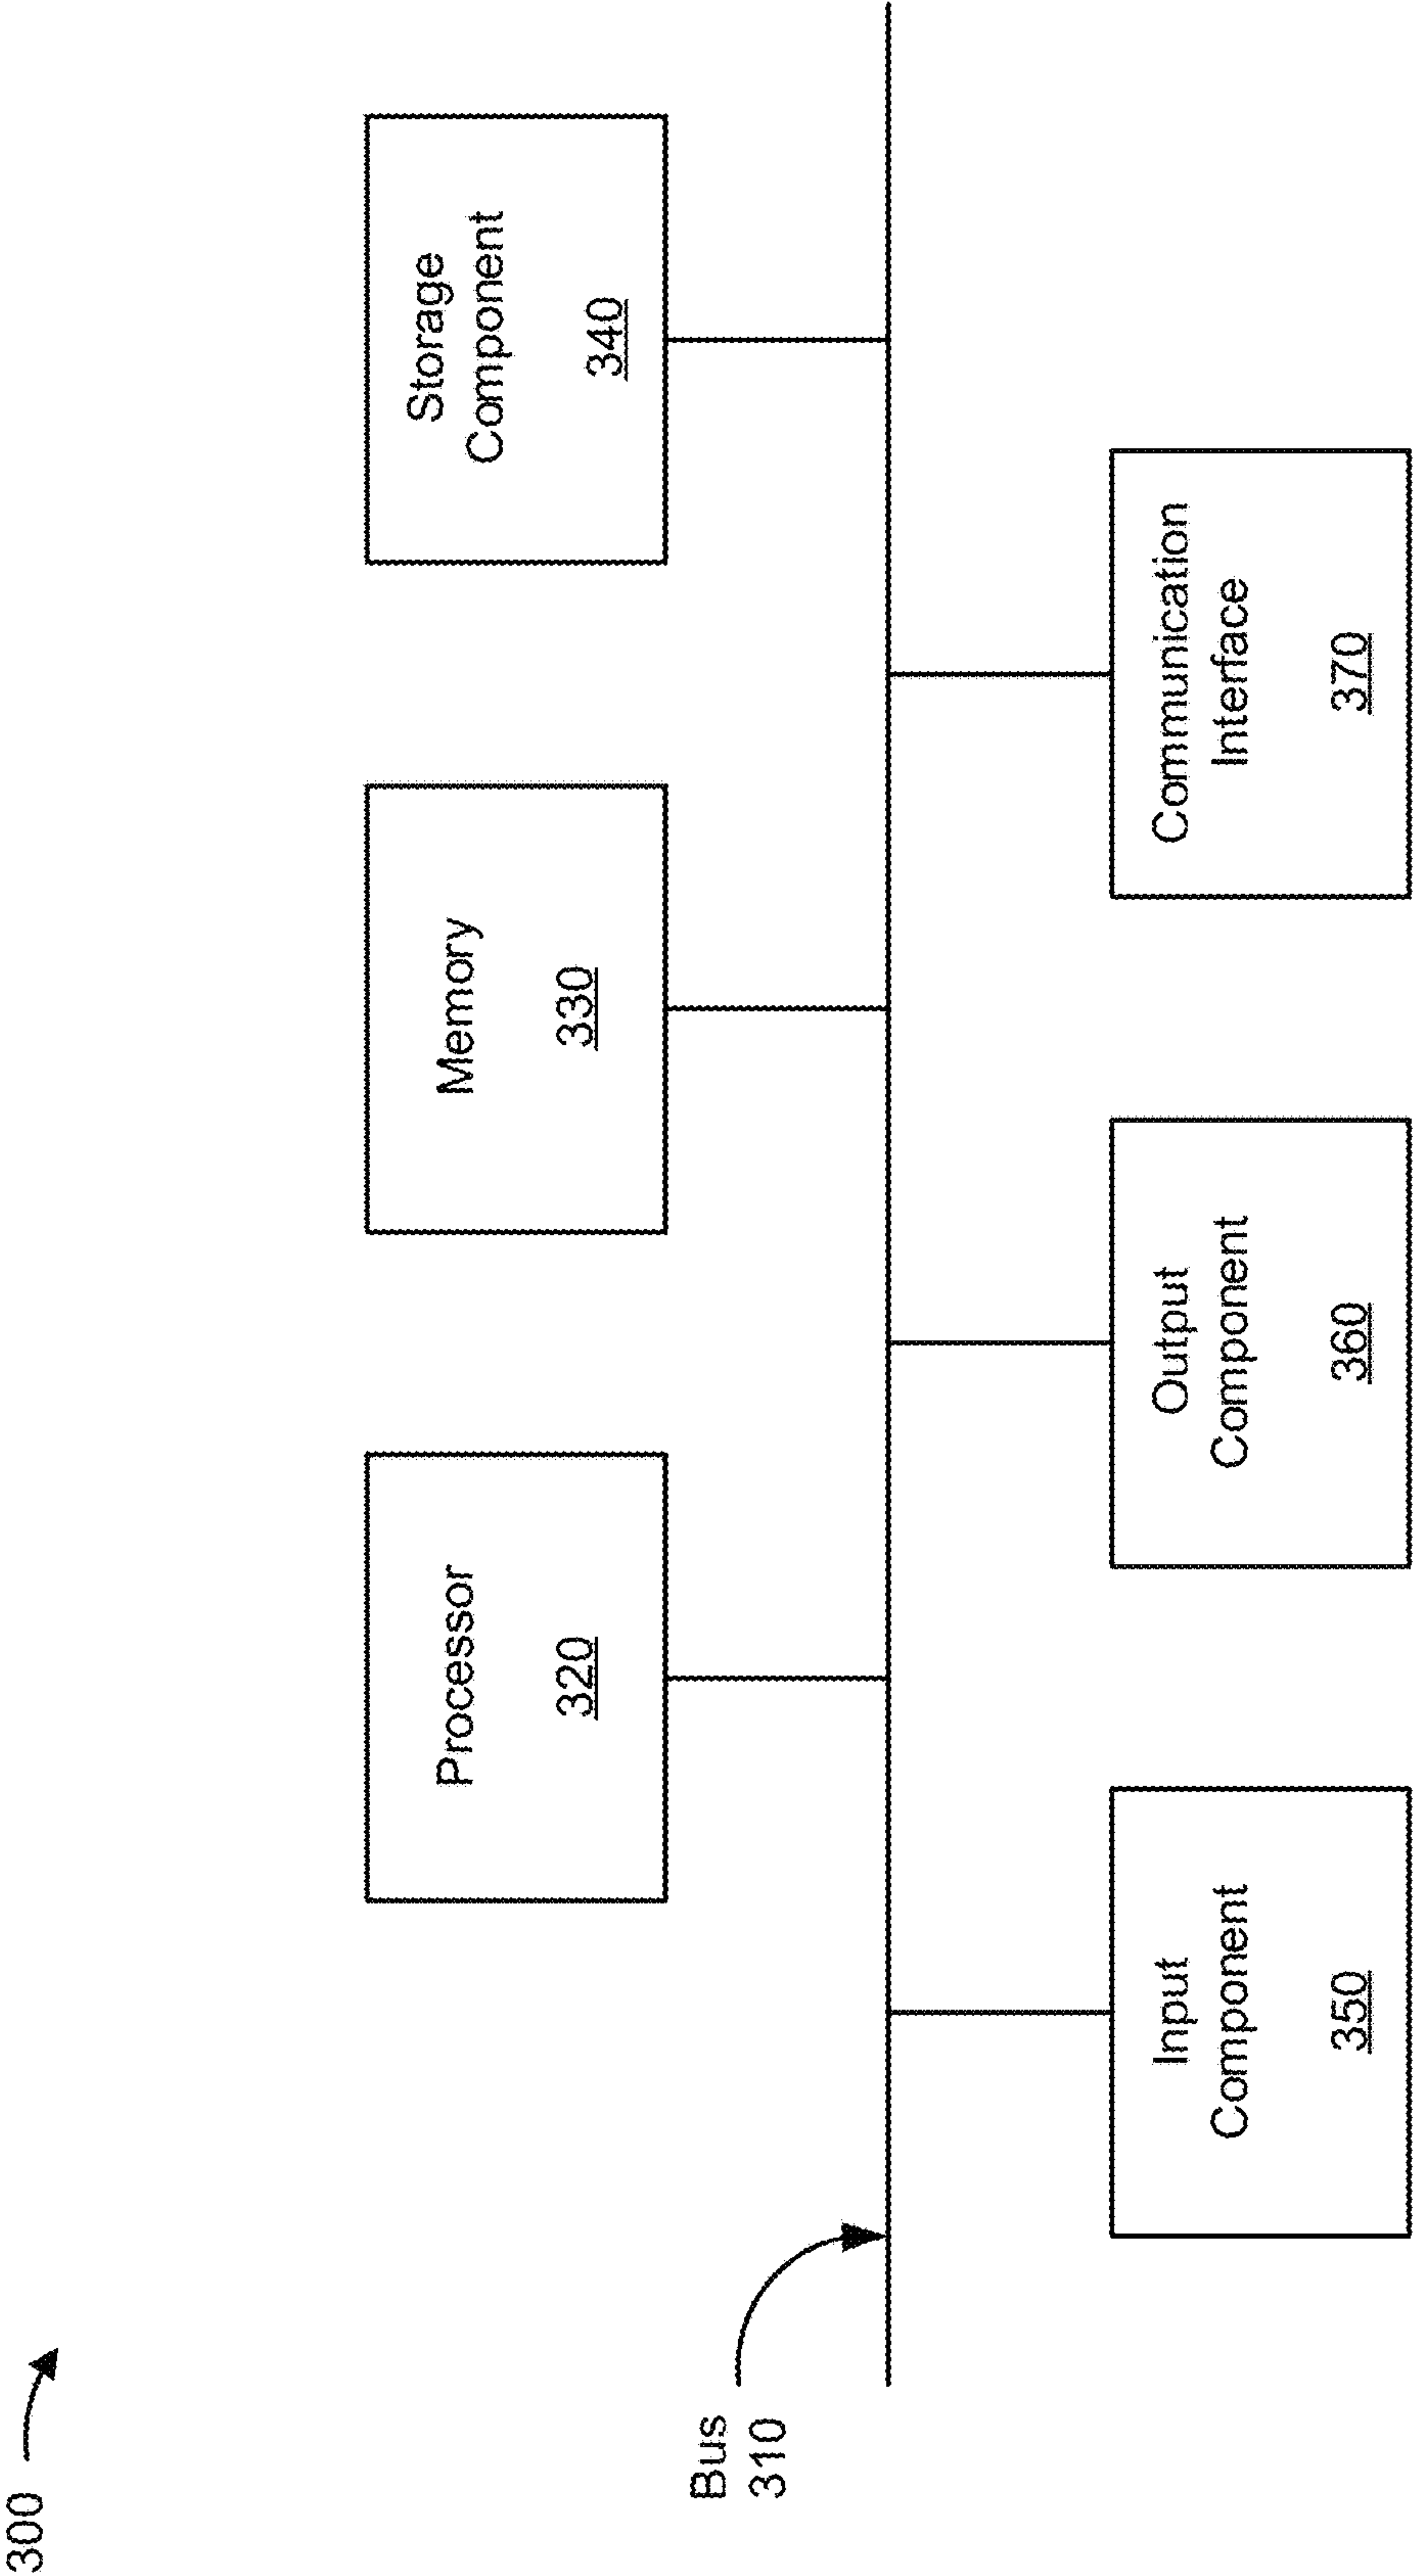 300
Processor
320
Memory
330
Storage
Component
340
Bus
310
Input
Component
350
Output
Component
360
Communication
Interface
370